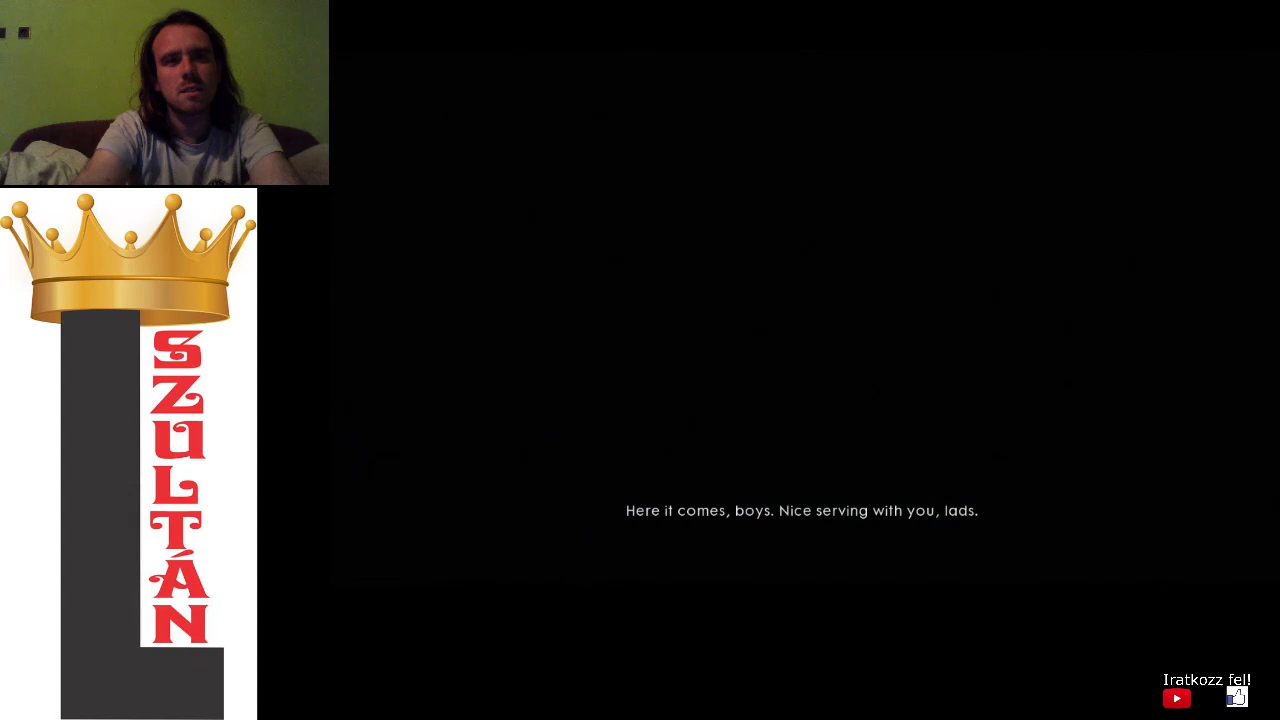 L
SZULTÁN
Here it comes, boys. Nice serving with you, lads.
Iratkozz fel!